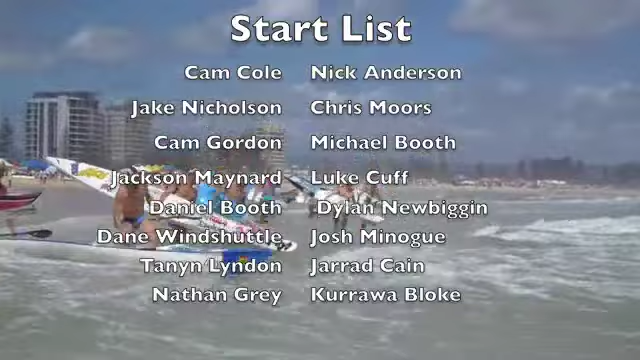 Start List
Cam Cole Nick Anderson
Jake Nicholson Chris Moors
Cam Gordon Michael Booth
Jackson Maynard Luke Cuff
Daniel Booth Dylan Newbiggin
Dane Windshuttle Josh Minogue
Tanyn Lyndon Jarrad Cain
Nathan Grey Kurrawa Bloke